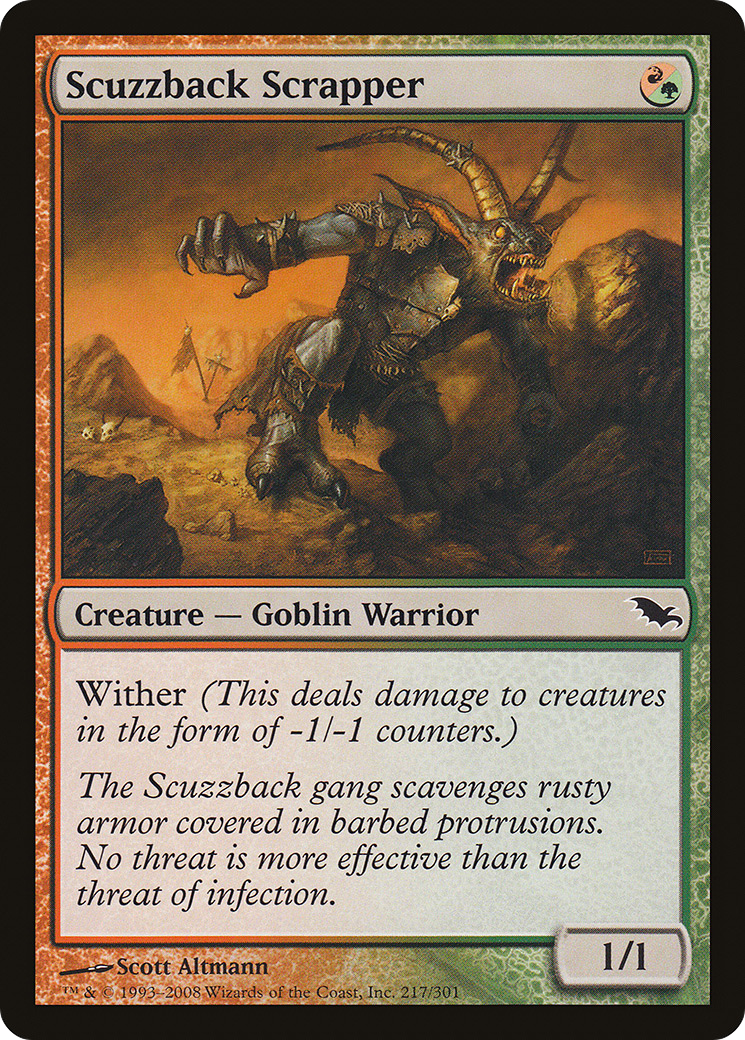 Scuzzback Scrapper
Creature — Goblin Warrior
Wither (This deals damage to creatures
in the form of -1/-1 counters.)
The Scuzzback gang scavenges rusty
armor covered in barbed protrusions.
No threat is more effective than the
threat of infection.
1/1
Scott Altmann
™ & © 1993–2008 Wizards of the Coast, Inc. 217/301